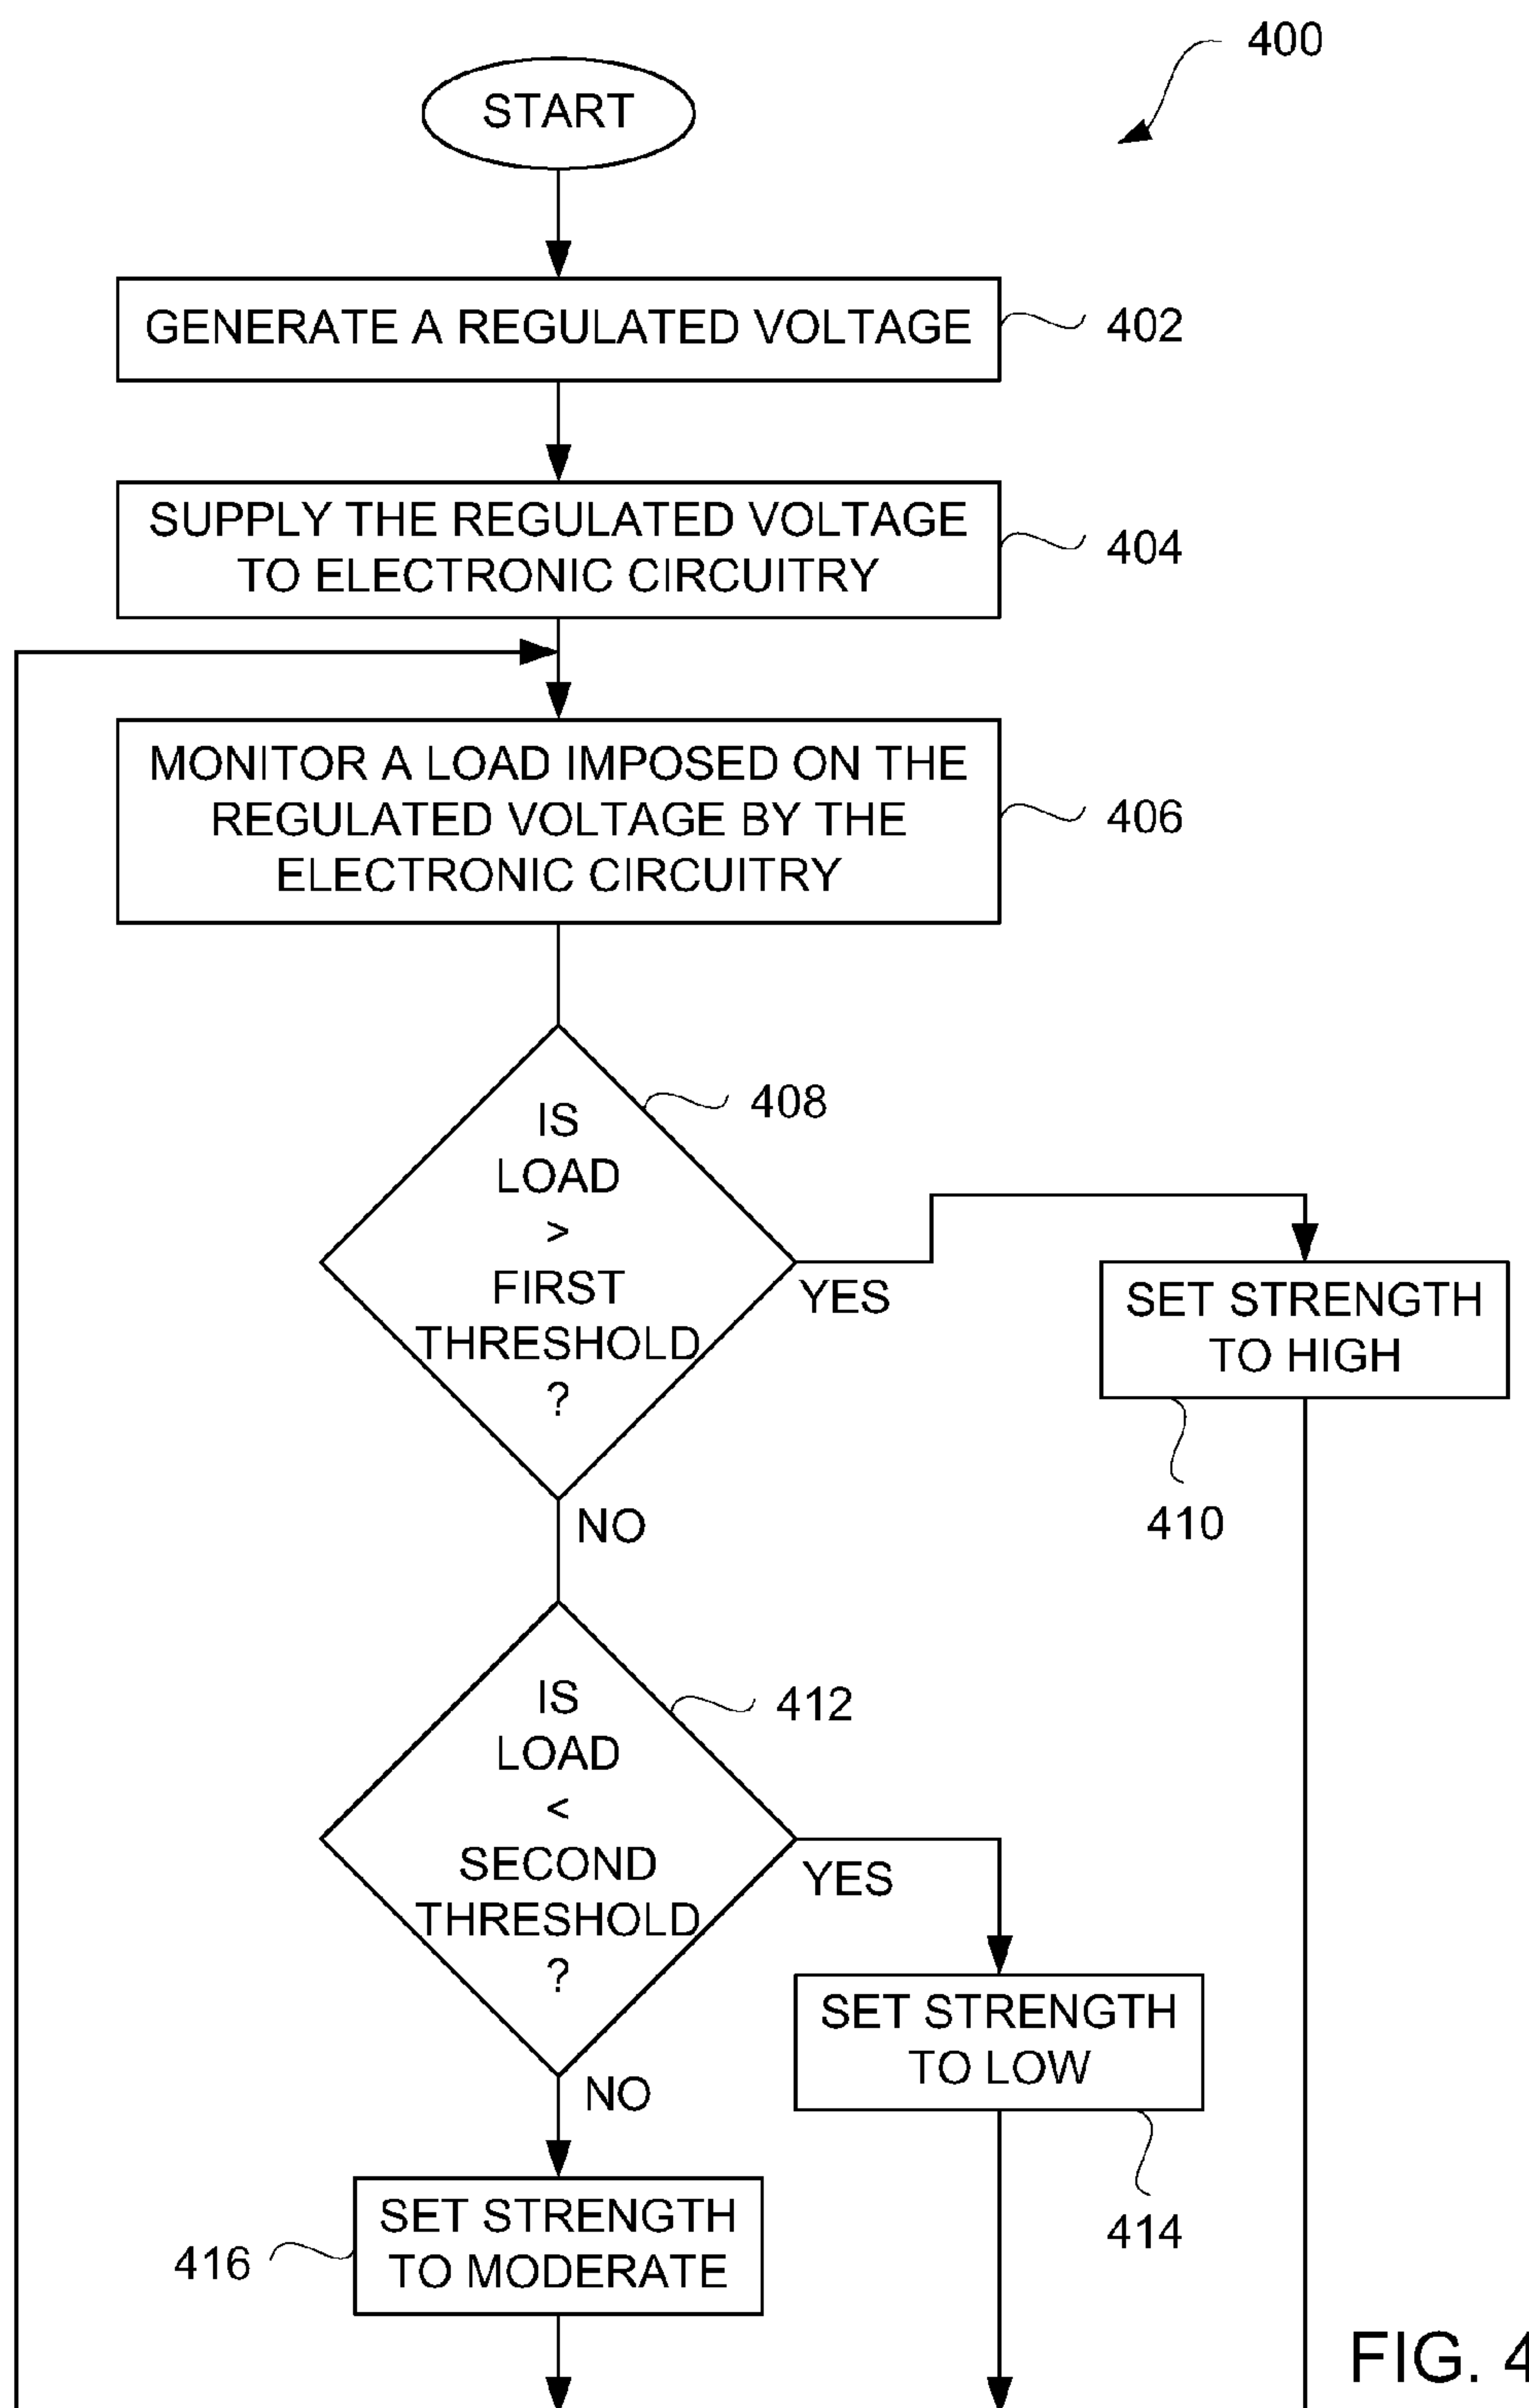 400
START
GENERATE A REGULATED VOLTAGE
402
SUPPLY THE REGULATED VOLTAGE
TO ELECTRONIC CIRCUITRY
404
MONITOR A LOAD IMPOSED ON THE
REGULATED VOLTAGE BY THE
ELECTRONIC CIRCUITRY
406
IS
LOAD
>
FIRST
THRESHOLD
?
408
YES
SET STRENGTH
TO HIGH
410
NO
IS
LOAD
<
SECOND
THRESHOLD
?
412
YES
SET STRENGTH
TO LOW
414
NO
SET STRENGTH
TO MODERATE
416
FIG. 4